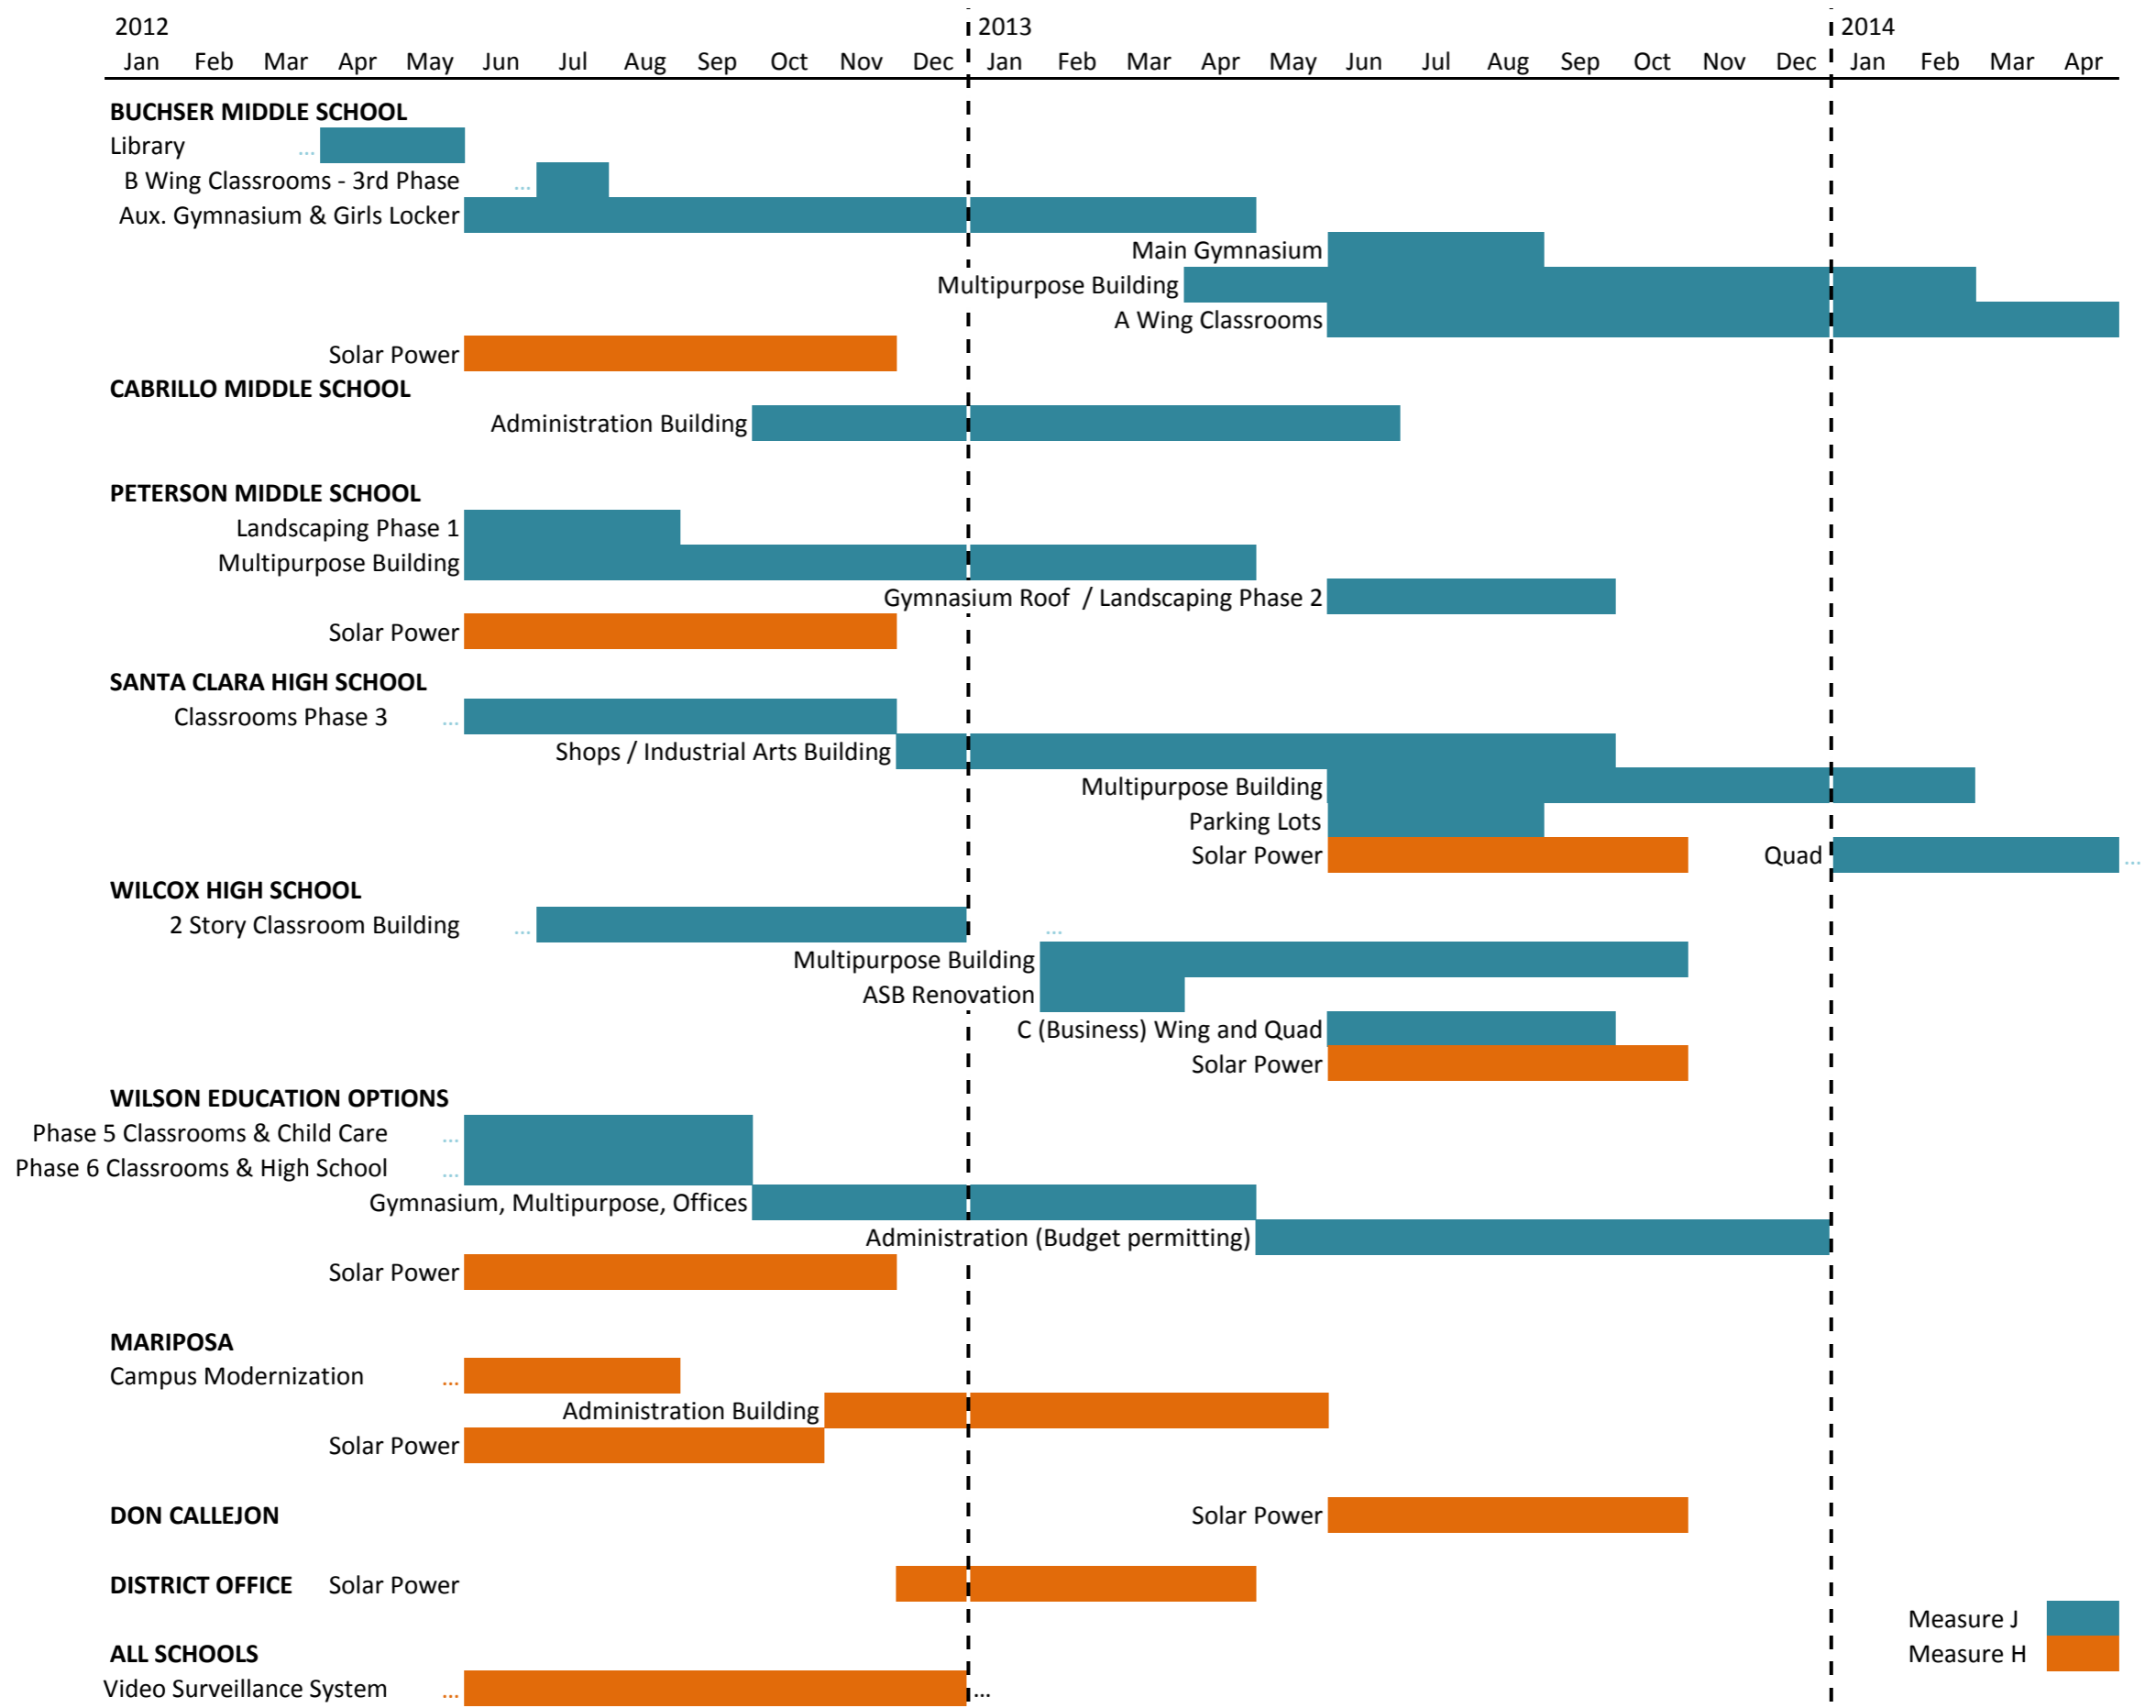 2012 2013 2014
Jan Feb Mar Apr May Jun Jul Aug Sep Oct Nov Dec Jan Feb Mar Apr May Jun Jul Aug Sep Oct Nov Dec Jan Feb Mar Apr
BUCHSER MIDDLE SCHOOL
Library ...
B Wing Classrooms - 3rd Phase ...
Aux. Gymnasium & Girls Locker
Main Gymnasium
Multipurpose Building
A Wing Classrooms
Solar Power
CABRILLO MIDDLE SCHOOL
Administration Building
PETERSON MIDDLE SCHOOL
Landscaping Phase 1
Multipurpose Building
Gymnasium Roof / Landscaping Phase 2
Solar Power
SANTA CLARA HIGH SCHOOL
Classrooms Phase 3 ...
Shops / Industrial Arts Building
Multipurpose Building
Parking Lots
Solar Power Quad ...
WILCOX HIGH SCHOOL
2 Story Classroom Building ... ...
Multipurpose Building
ASB Renovation
C (Business) Wing and Quad
Solar Power
WILSON EDUCATION OPTIONS
Phase 5 Classrooms & Child Care ...
Phase 6 Classrooms & High School ...
Gymnasium, Multipurpose, Offices
Administration (Budget permitting)
Solar Power
MARIPOSA
Campus Modernization ...
Administration Building
Solar Power
DON CALLEJON Solar Power
DISTRICT OFFICE Solar Power
Measure J
ALL SCHOOLS
Measure H
Video Surveillance System ... ...